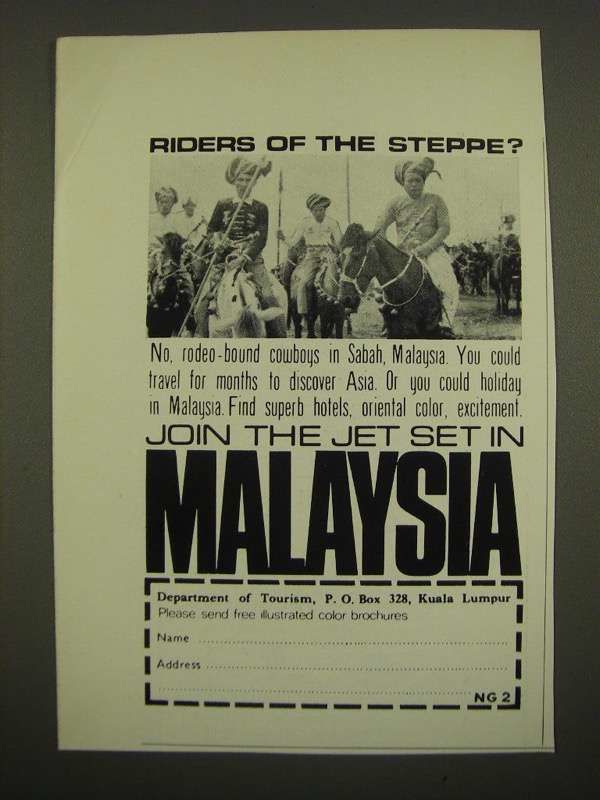 RIDERS OF THE STEPPE?
No, rodeo-bound cowboys in Sabah, Malaysia. You could
travel for months to discover Asia. Or you could holiday
in Malaysia. Find superb hotels, oriental color, excitement.
JOIN THE JET SET IN
MALAYSIA
Department of Tourism, P. O. Box 328, Kuala Lumpur
Please send free illustrated color brochures
Name
Address
NG 2